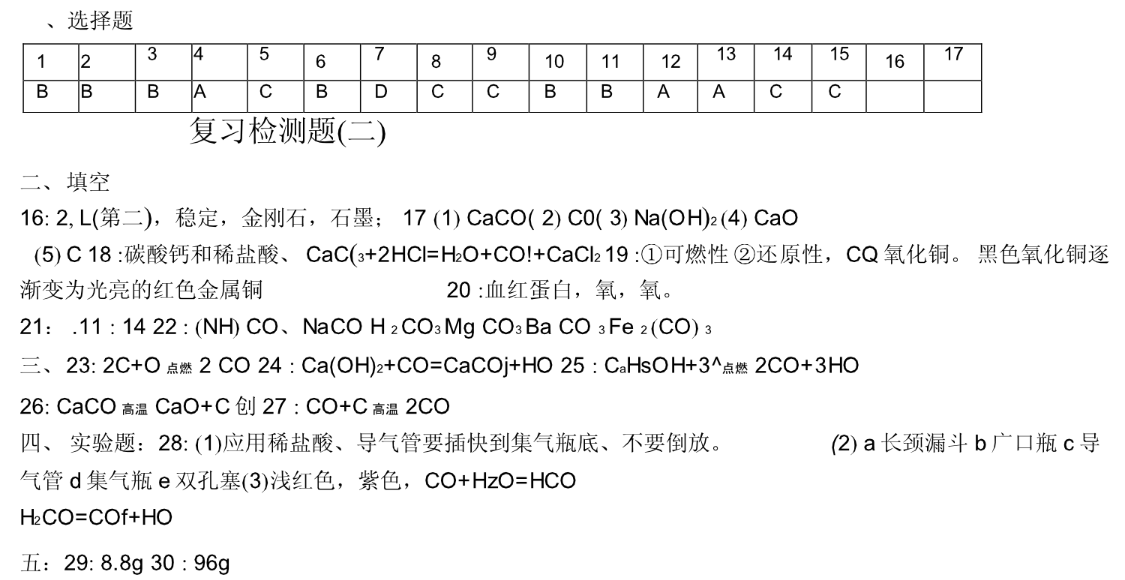 、选择题
1 2 3 4 5 6 7 8 9 10 11 12 13 14 15 16 17
B B B A C B D C C B B A A C C
复习检测题(二)
二、填空
16: 2, L(第二)，稳定，金刚石，石墨； 17 (1) CaCO( 2) C0( 3) Na(OH)₂ (4) CaO
(5) C 18 :碳酸钙和稀盐酸、 CaC(₃+2HCl=H₂O+CO!+CaCl₂ 19 :①可燃性 ②还原性，CQ 氧化铜。 黑色氧化铜逐
渐变为光亮的红色金属铜 20 :血红蛋白，氧，氧。
21： .11 : 14 22 : (NH) CO、NaCO H ₂ CO₃ Mg CO₃ Ba CO ₃ Fe ₂ (CO) ₃
三、23: 2C+O 点燃 2 CO 24 : Ca(OH)₂+CO=CaCOj+HO 25 : CₐHsOH+3^点燃 2CO+3HO
26: CaCO 高温 CaO+C 创 27 : CO+C 高温 2CO
四、 实验题：28: (1)应用稀盐酸、导气管要插快到集气瓶底、不要倒放。 (2) a 长颈漏斗 b 广口瓶 c 导
气管 d 集气瓶 e 双孔塞(3)浅红色，紫色，CO+HzO=HCO
H₂CO=COf+HO
五：29: 8.8g 30 : 96g